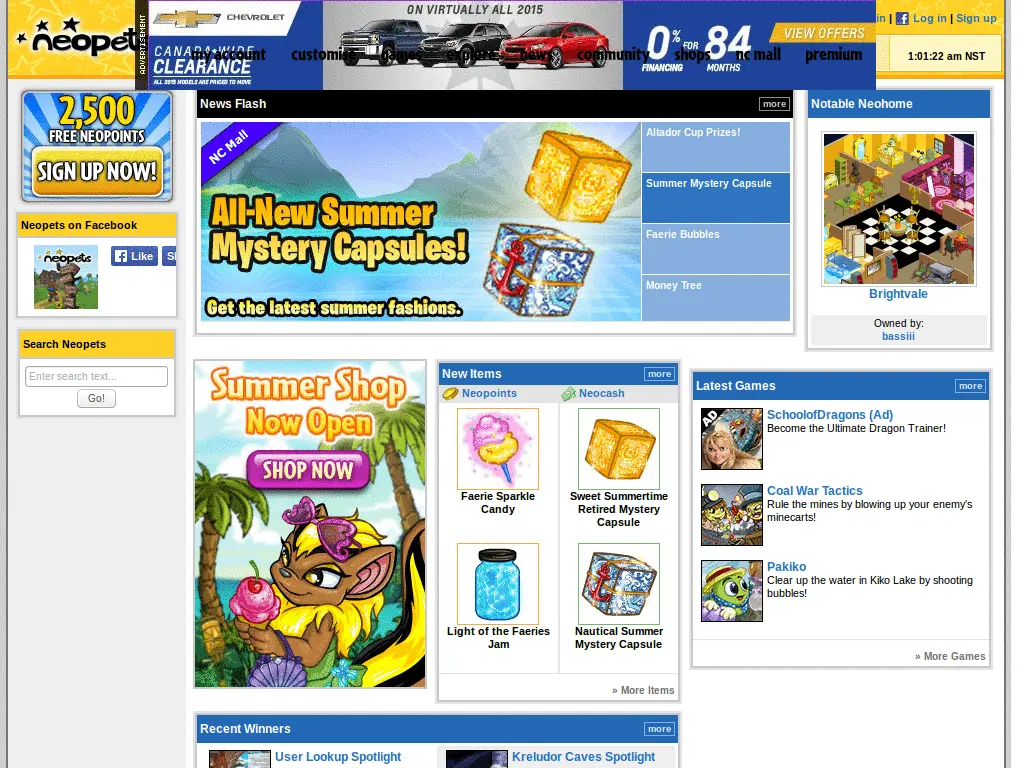 neopet
ADVERTISEMENT
CHEVROLET
ON VIRTUALLY ALL 2015
CANADA-WIDE
CLEARANCE
ALL 2015 MODELS ARE PRICED TO MOVE
0% FOR 84
FINANCING MONTHS
VIEW OFFERS
my account customise games explore news community shops nc mall premium
in | Log in | Sign up
1:01:22 am NST
2,500
FREE NEOPOINTS
SIGN UP NOW!
Neopets on Facebook
neopets
Like
Search Neopets
Enter search text...
Go!
News Flash
more
NC Mall
All-New Summer
Mystery Capsules!
Get the latest summer fashions.
Altador Cup Prizes!
Summer Mystery Capsule
Faerie Bubbles
Money Tree
Notable Neohome
Brightvale
Owned by:
bassiii
Summer Shop
Now Open
SHOP NOW
New Items
more
Neopoints
Neocash
Faerie Sparkle
Candy
Sweet Summertime
Retired Mystery
Capsule
Light of the Faeries
Jam
Nautical Summer
Mystery Capsule
» More Items
Latest Games
more
AD
SchoolofDragons (Ad)
Become the Ultimate Dragon Trainer!
Coal War Tactics
Rule the mines by blowing up your enemy's
minecarts!
Pakiko
Clear up the water in Kiko Lake by shooting
bubbles!
» More Games
Recent Winners
more
User Lookup Spotlight
Kreludor Caves Spotlight